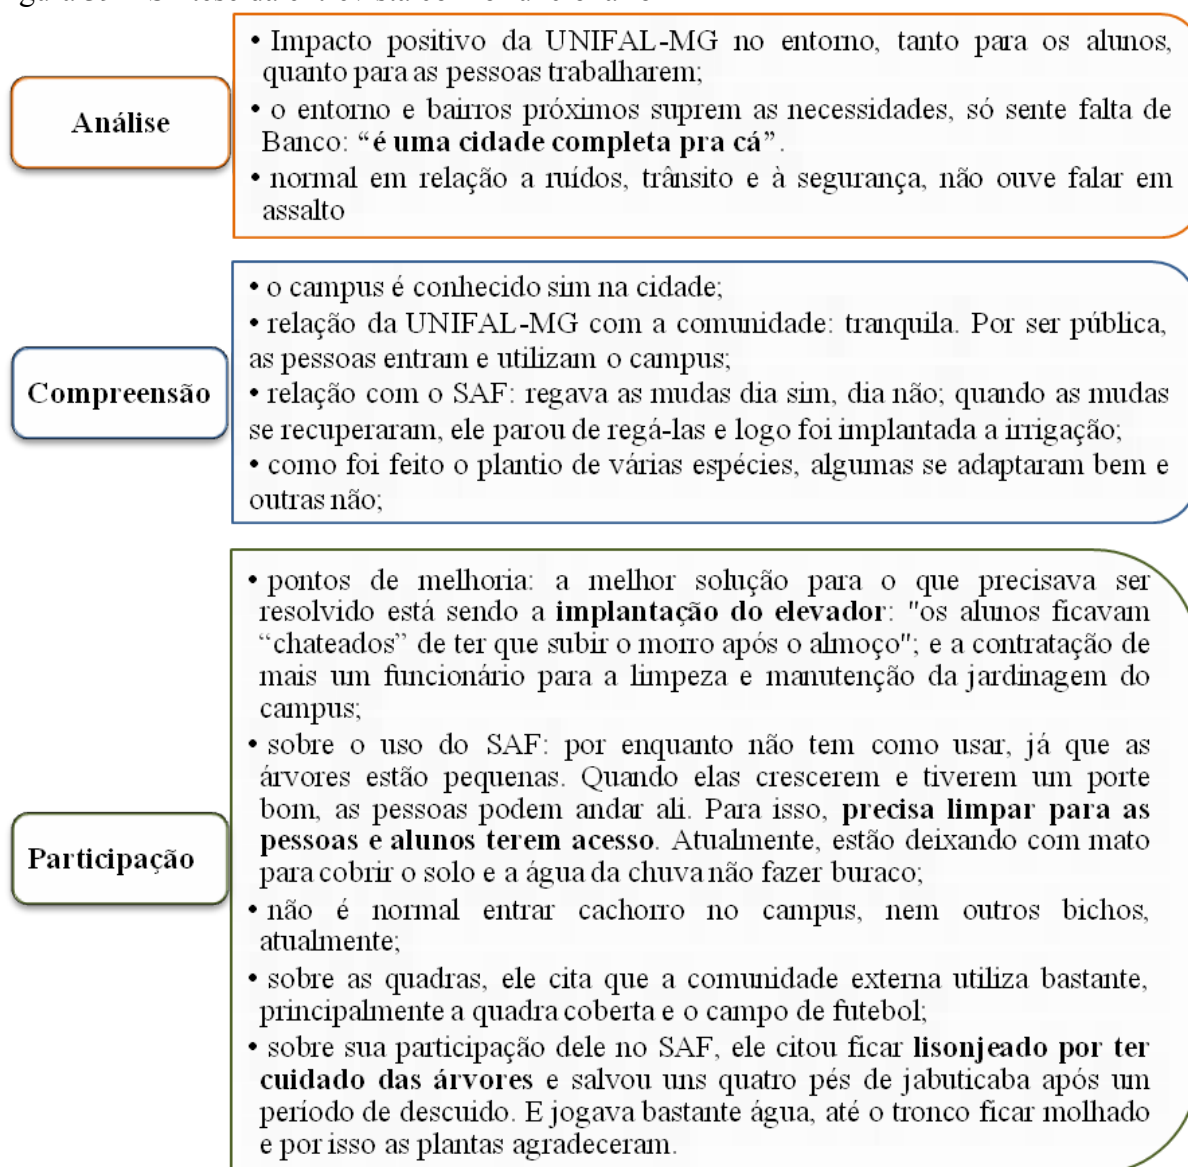 Análise
• Impacto positivo da UNIFAL-MG no entorno, tanto para os alunos,
quanto para as pessoas trabalharem;
• o entorno e bairros próximos suprem as necessidades, só sente falta de
Banco: “é uma cidade completa pra cá”.
• normal em relação a ruídos, trânsito e à segurança, não ouve falar em
assalto
Compreensão
• o campus é conhecido sim na cidade;
• relação da UNIFAL-MG com a comunidade: tranquila. Por ser pública,
as pessoas entram e utilizam o campus;
• relação com o SAF: regava as mudas dia sim, dia não; quando as mudas
se recuperaram, ele parou de regá-las e logo foi implantada a irrigação;
• como foi feito o plantio de várias espécies, algumas se adaptaram bem e
outras não;
Participação
• pontos de melhoria: a melhor solução para o que precisava ser
resolvido está sendo a implantação do elevador: "os alunos ficavam
“chateados” de ter que subir o morro após o almoço"; e a contratação de
mais um funcionário para a limpeza e manutenção da jardinagem do
campus;
• sobre o uso do SAF: por enquanto não tem como usar, já que as
árvores estão pequenas. Quando elas crescerem e tiverem um porte
bom, as pessoas podem andar ali. Para isso, precisa limpar para as
pessoas e alunos terem acesso. Atualmente, estão deixando com mato
para cobrir o solo e a água da chuva não fazer buraco;
• não é normal entrar cachorro no campus, nem outros bichos,
atualmente;
• sobre as quadras, ele cita que a comunidade externa utiliza bastante,
principalmente a quadra coberta e o campo de futebol;
• sobre sua participação dele no SAF, ele citou ficar lisonjeado por ter
cuidado das árvores e salvou uns quatro pés de jabuticaba após um
período de descuido. E jogava bastante água, até o tronco ficar molhado
e por isso as plantas agradeceram.